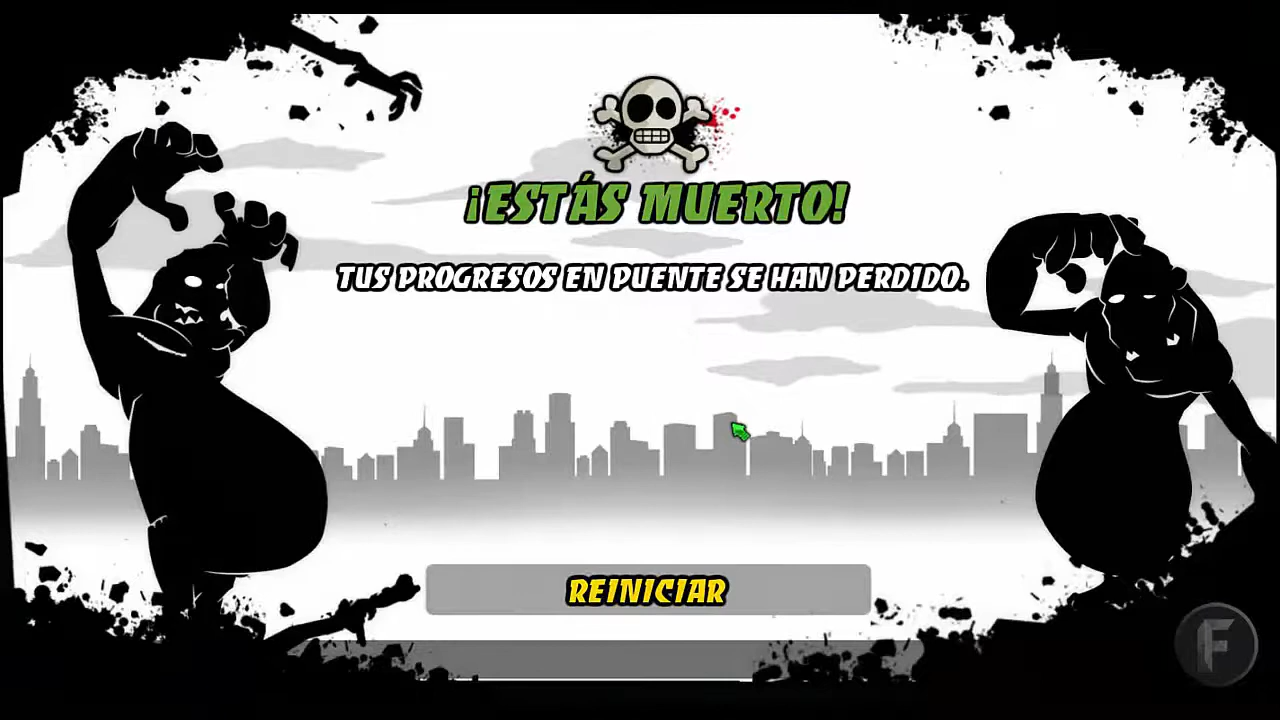 ¡ESTÁS MUERTO!
TUS PROGRESOS EN PUENTE SE HAN PERDIDO.
REINICIAR
F